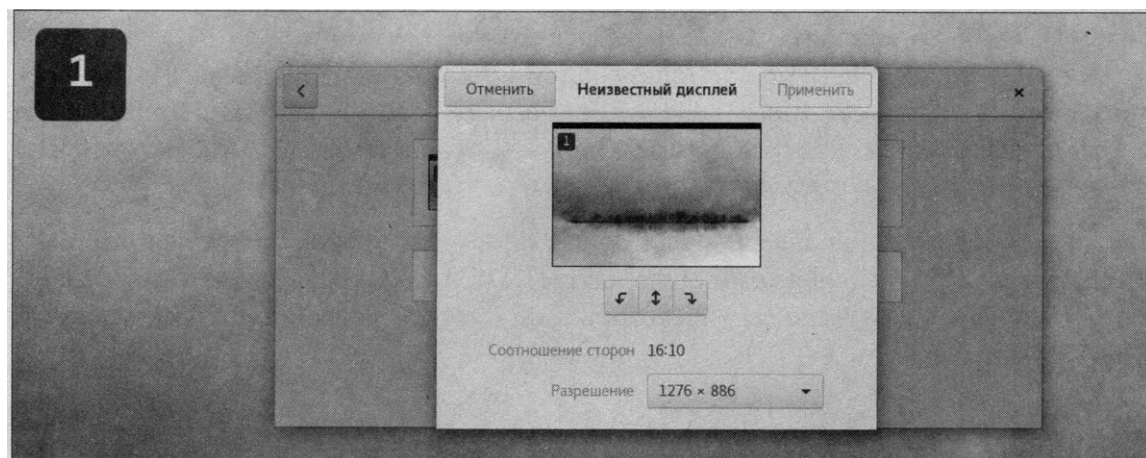 1
Отменить Неизвестный дисплей Применить
1
Соотношение сторон 16:10
Разрешение 1276 × 886